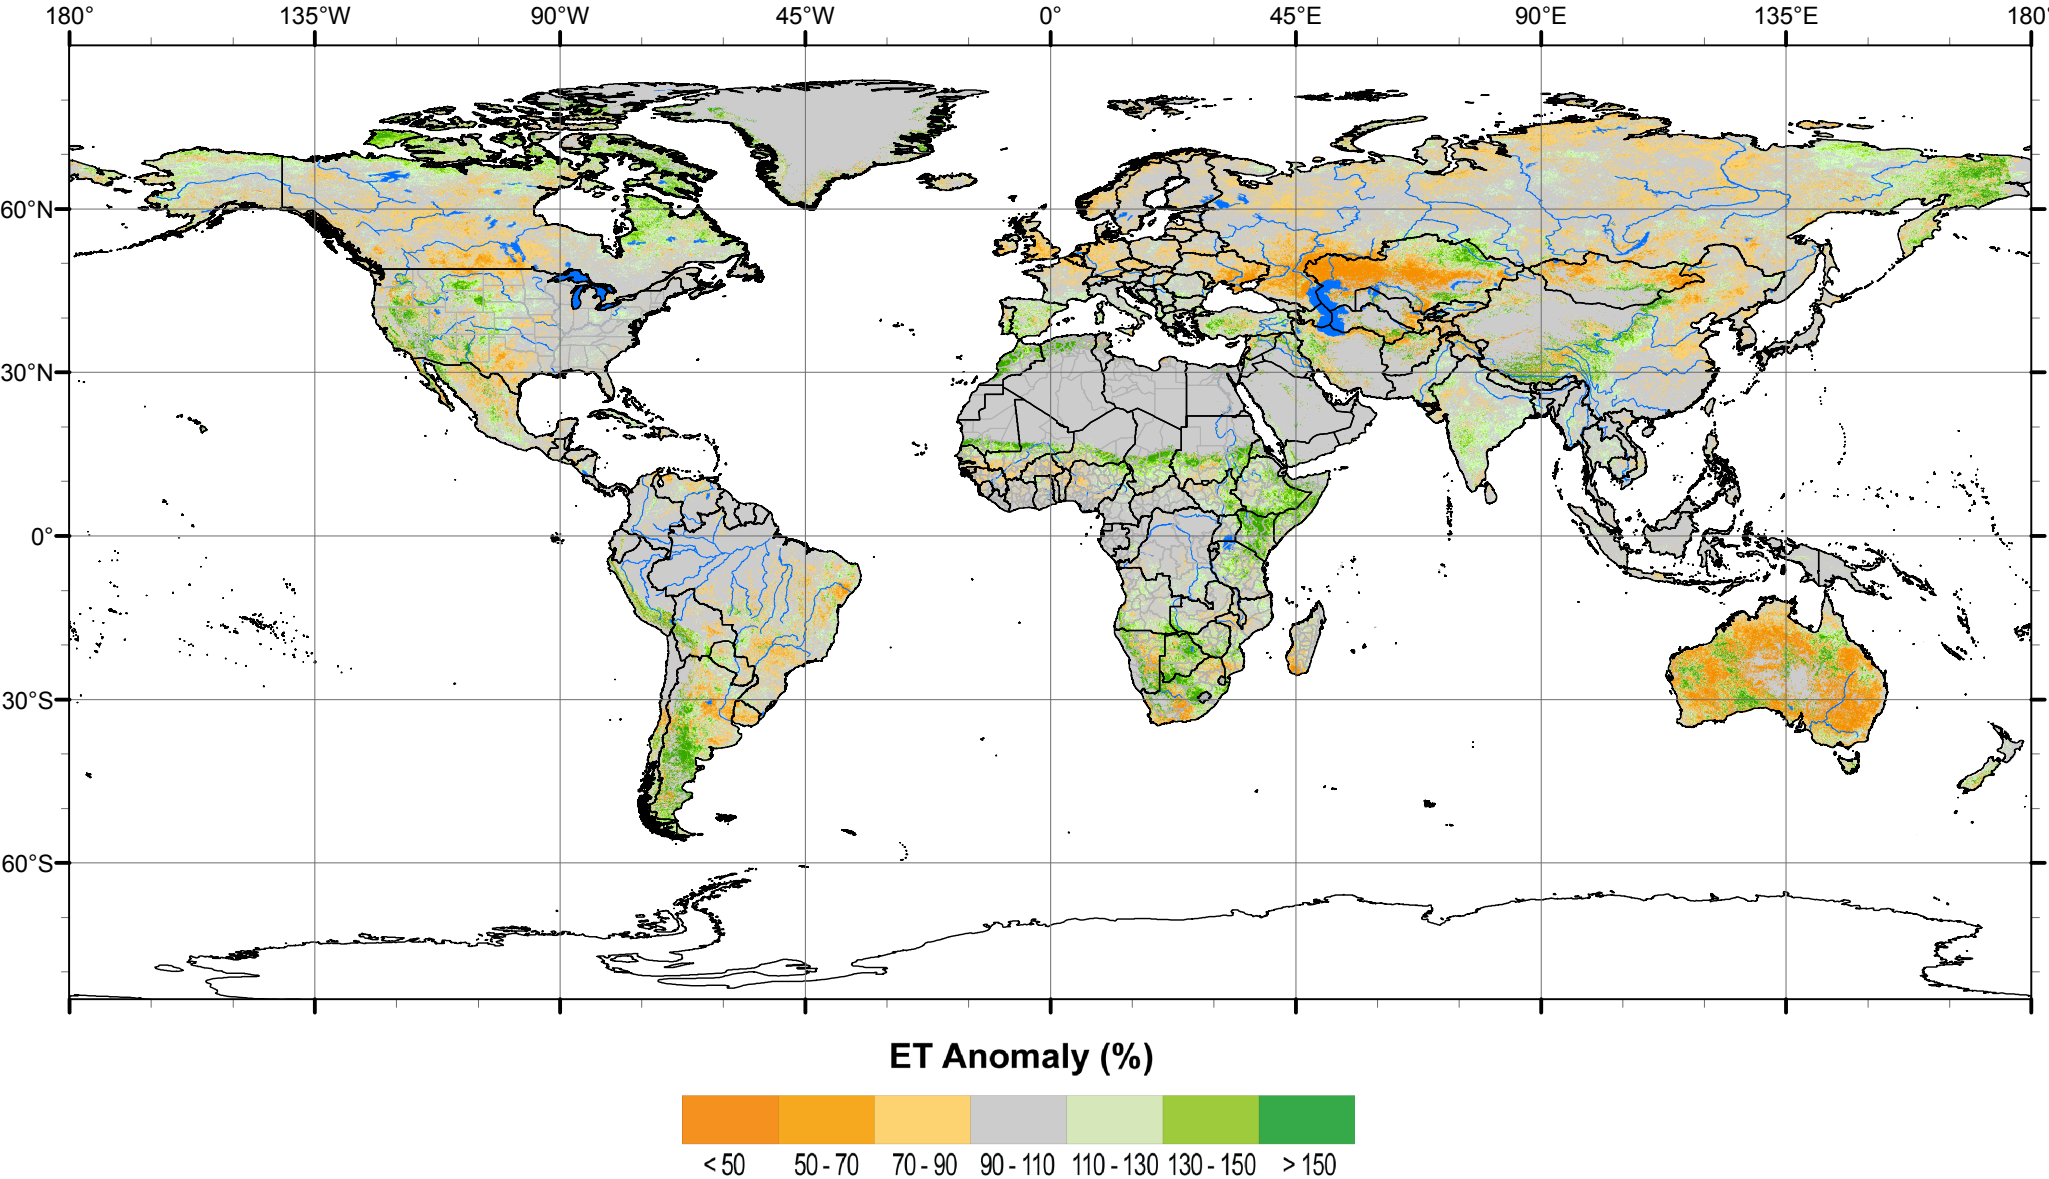 180° 135°W 90°W 45°W 0° 45°E 90°E 135°E 180°
60°N
30°N
0°
30°S
60°S
ET Anomaly (%)
< 50 50 - 70 70 - 90 90 - 110 110 - 130 130 - 150 > 150